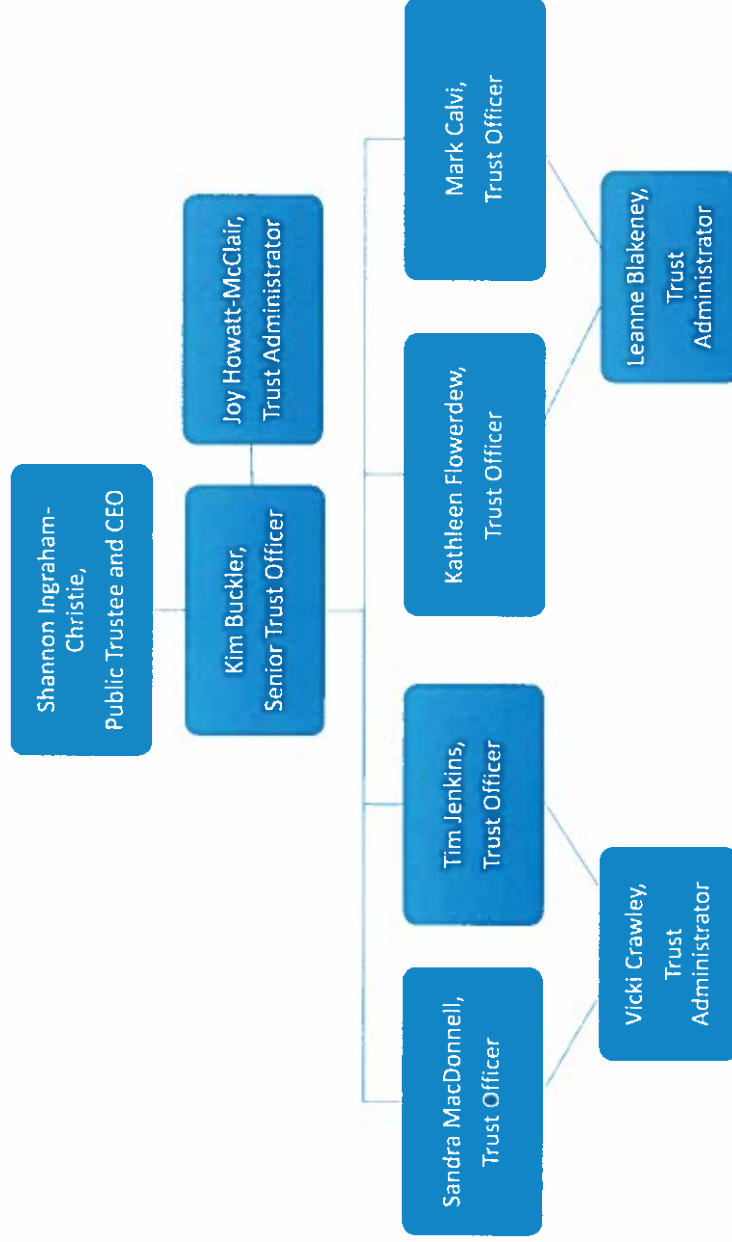 Shannon Ingraham-
Christie,
Public Trustee and CEO
Kim Buckler,
Senior Trust Officer
Joy Howatt-McClair,
Trust Administrator
Sandra MacDonnell,
Trust Officer
Tim Jenkins,
Trust Officer
Kathleen Flowerdew,
Trust Officer
Mark Calvi,
Trust Officer
Vicki Crawley,
Trust
Administrator
Leanne Blakeney,
Trust
Administrator